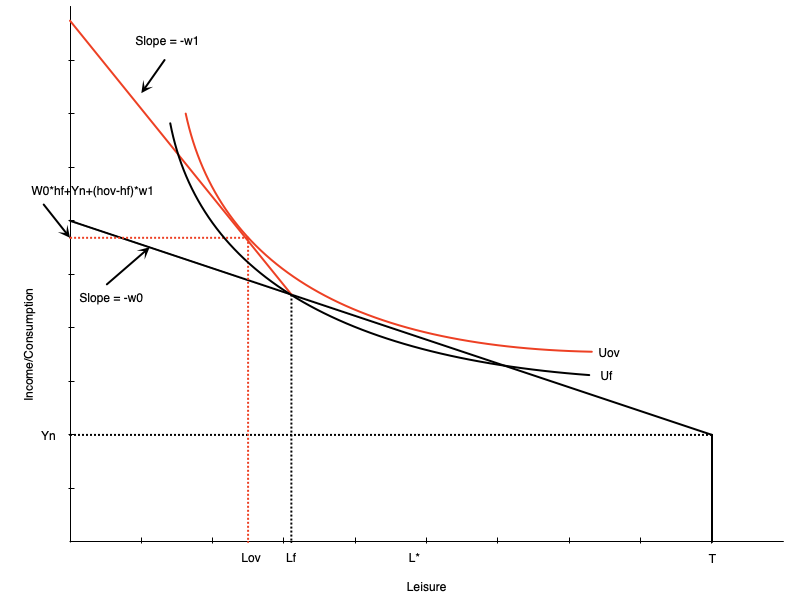 Slope = -w1
W0*hf+Yn+(hov-hf)*w1
Slope = -w0
Income/Consumption
Uov
Uf
Yn
Lov
Lf
L*
T
Leisure